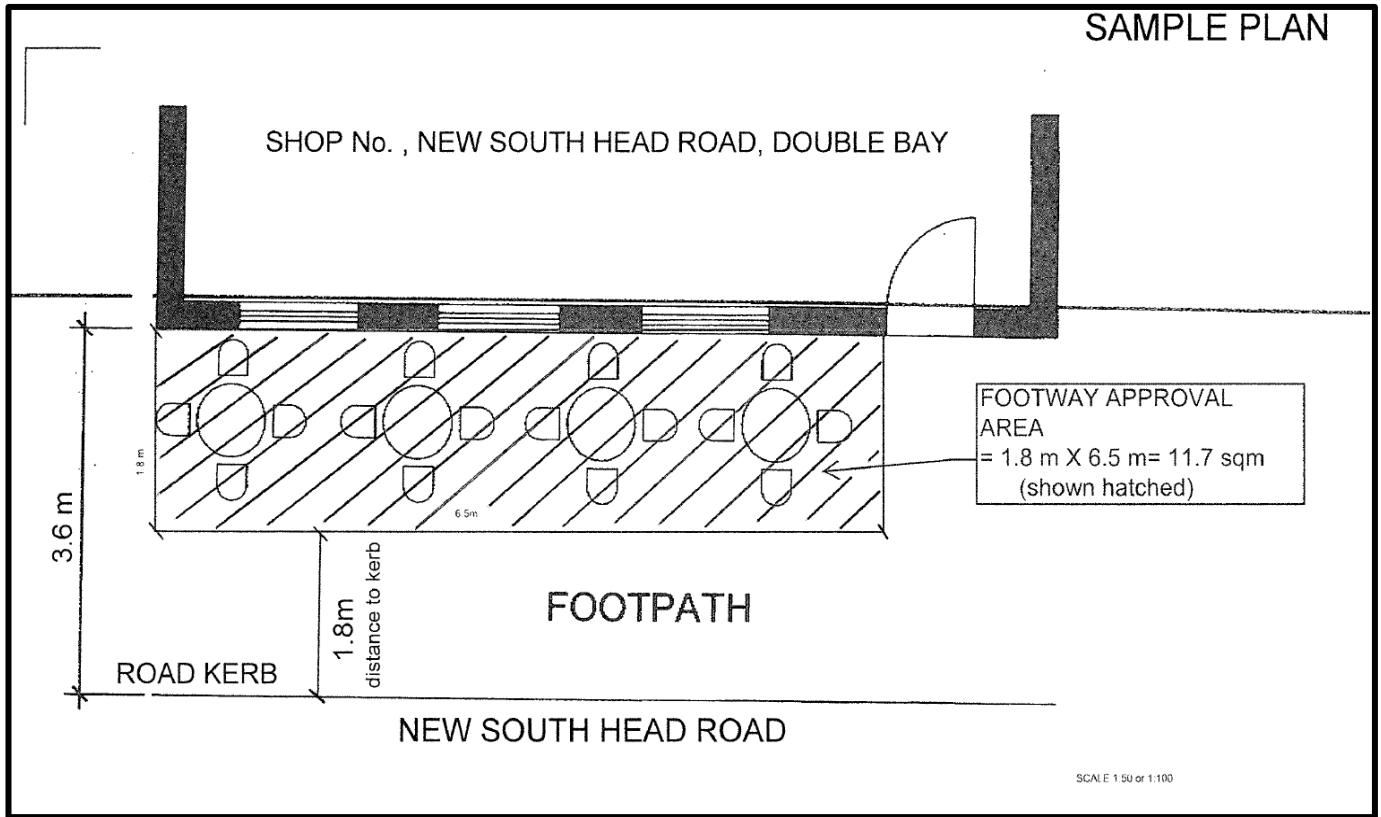 SAMPLE PLAN
SHOP No. , NEW SOUTH HEAD ROAD, DOUBLE BAY
FOOTWAY APPROVAL
AREA
= 1.8 m X 6.5 m= 11.7 sqm
(shown hatched)
1.8 m
6.5m
3.6 m
1.8m
distance to kerb
FOOTPATH
ROAD KERB
NEW SOUTH HEAD ROAD
SCALE 1:50 or 1:100